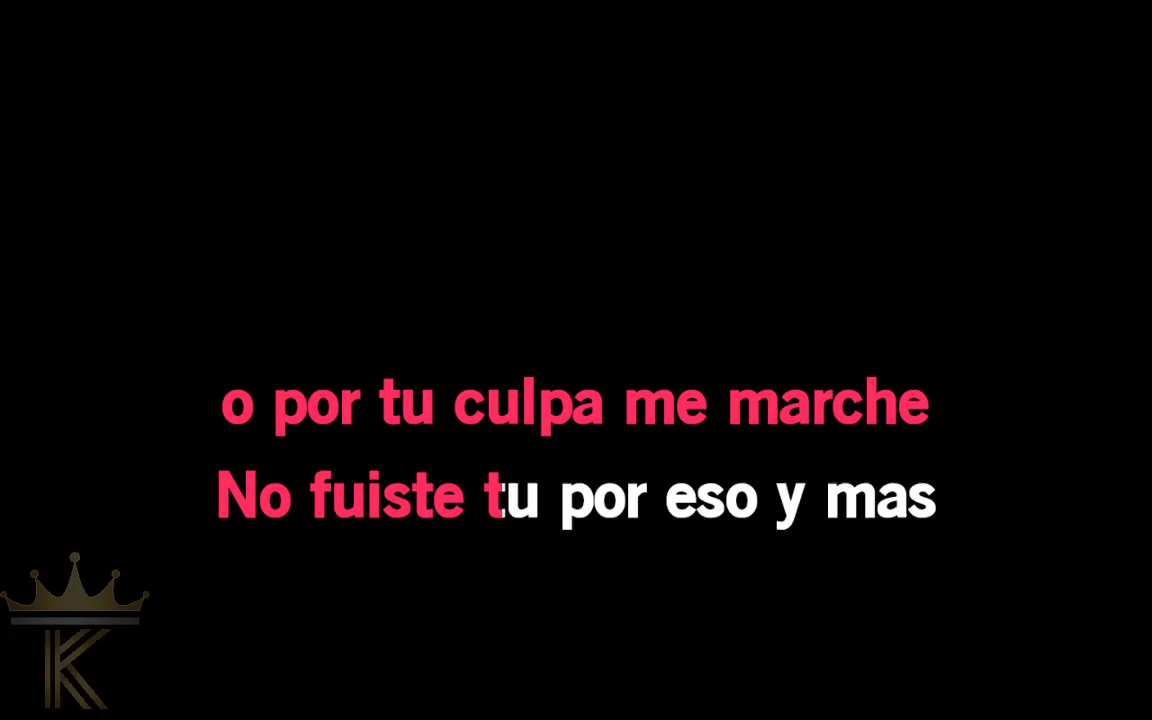 o por tu culpa me marche
No fuiste tu por eso y mas
K